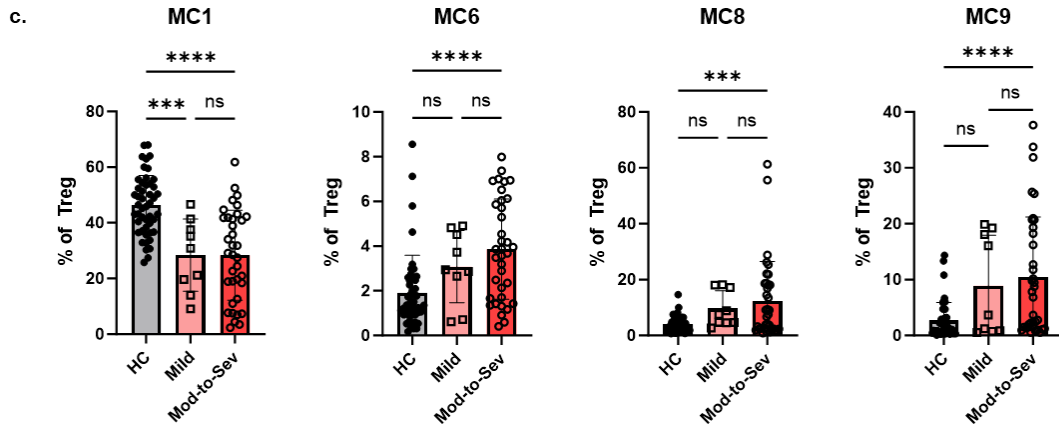 c.
MC1
MC6
MC8
MC9
****
*** ns
% of Treg
80
60
40
20
0
HC
Mild
Mod-to-Sev
****
ns ns
% of Treg
10
8
6
4
2
0
HC
Mild
Mod-to-Sev
***
ns ns
% of Treg
80
60
40
20
0
HC
Mild
Mod-to-Sev
****
ns
ns
% of Treg
40
30
20
10
0
HC
Mild
Mod-to-Sev